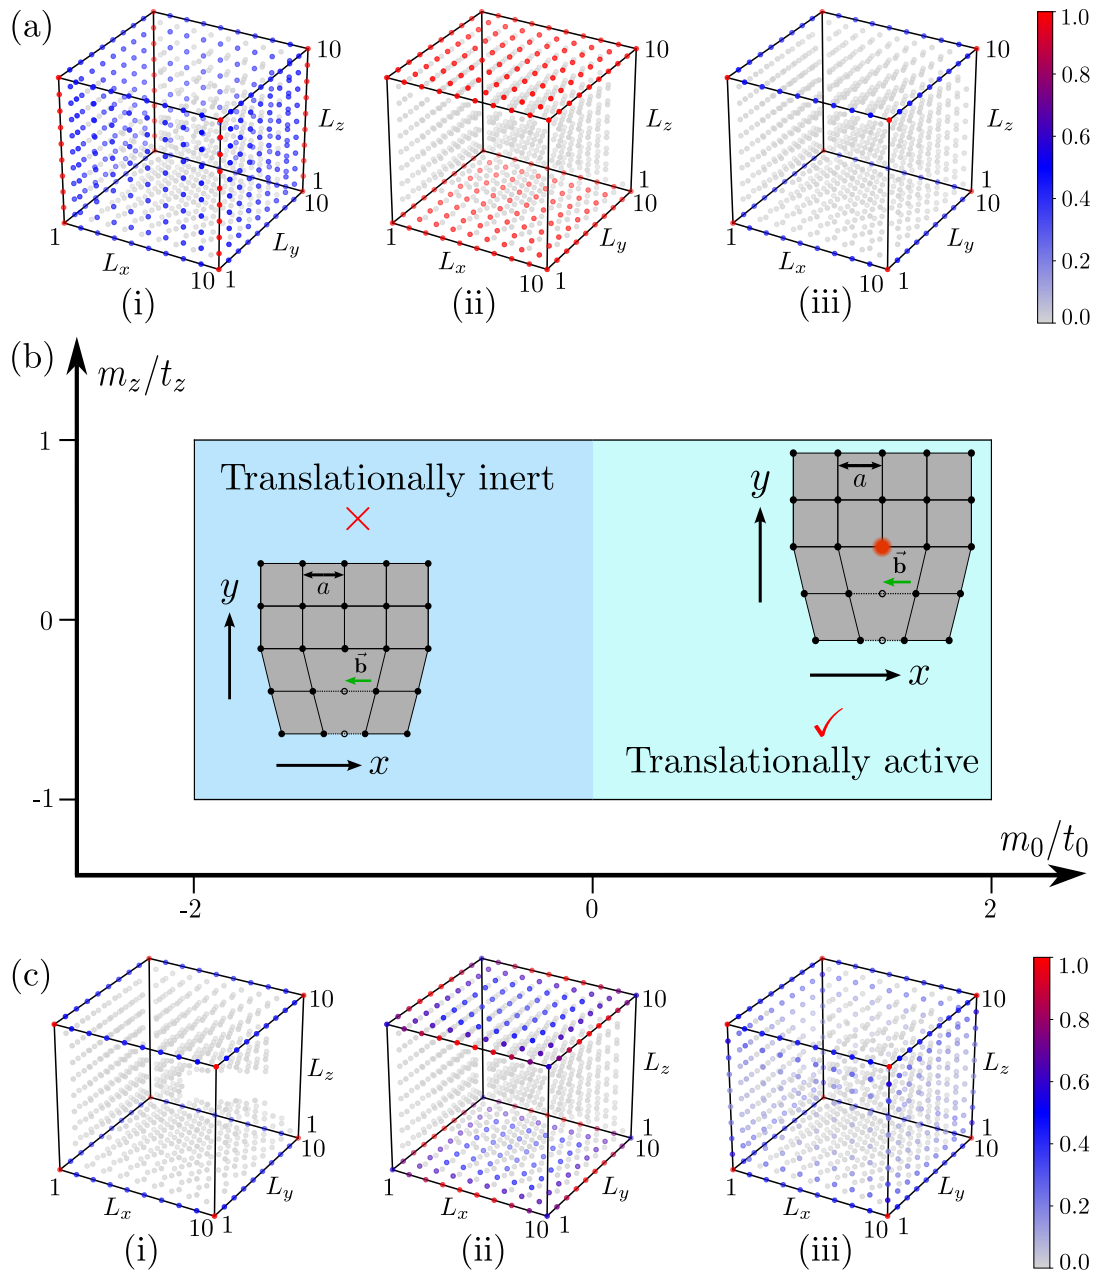 (a)
10
L_z
1
10
L_y
1
L_x
10 1
(i)
10
L_z
1
10
L_y
1
L_x
10 1
(ii)
10
L_z
1
10
L_y
1
L_x
10 1
(iii)
1.0
0.8
0.6
0.4
0.2
0.0
(b)
m_z/t_z
1
0
-1
Translationally inert
a
y
b⃗
x
a
y
b⃗
x
Translationally active
m_0/t_0
-2
0
2
(c)
10
L_z
1
10
L_y
1
L_x
10 1
(i)
10
L_z
1
10
L_y
1
L_x
10 1
(ii)
10
L_z
1
10
L_y
1
L_x
10 1
(iii)
1.0
0.8
0.6
0.4
0.2
0.0